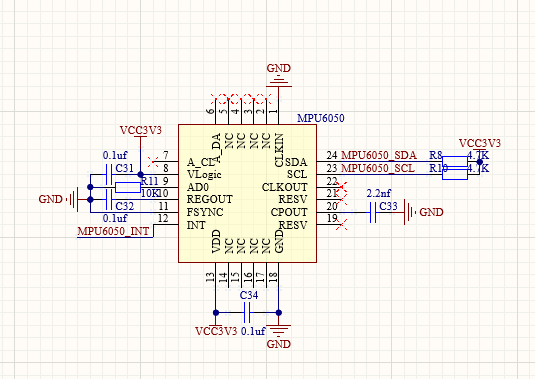 GND
6 5 4 3 2 1
MPU6050
A_DA NC NC NC NC CLKIN
VCC3V3
0.1uf
C31
7 A_CL
8 VLogic
R11
9 AD0
10K
10 REGOUT
GND
11 FSYNC
C32
0.1uf
12 INT
MPU6050_INT
SDA 24 MPU6050_SDA R8 4.7K
VCC3V3
SCL 23 MPU6050_SCL R10 4.7K
CLKOUT 22
RESV 21
CPOUT 20
2.2nf
C33
GND
RESV 19
VDD NC NC NC NC GND
13 14 15 16 17 18
C34
VCC3V3 0.1uf
GND